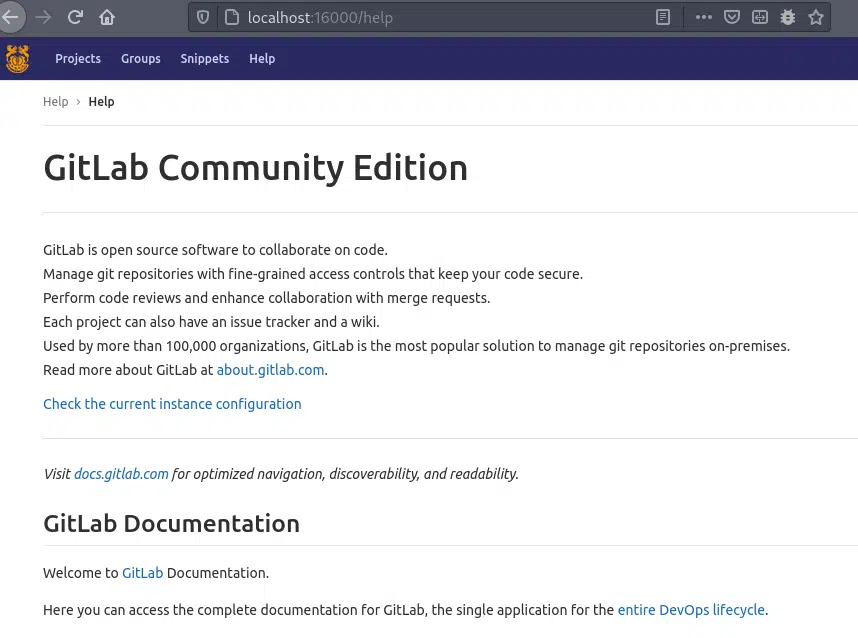 localhost:16000/help
Projects Groups Snippets Help
Help › Help
GitLab Community Edition
GitLab is open source software to collaborate on code.
Manage git repositories with fine-grained access controls that keep your code secure.
Perform code reviews and enhance collaboration with merge requests.
Each project can also have an issue tracker and a wiki.
Used by more than 100,000 organizations, GitLab is the most popular solution to manage git repositories on-premises.
Read more about GitLab at about.gitlab.com.
Check the current instance configuration
Visit docs.gitlab.com for optimized navigation, discoverability, and readability.
GitLab Documentation
Welcome to GitLab Documentation.
Here you can access the complete documentation for GitLab, the single application for the entire DevOps lifecycle.